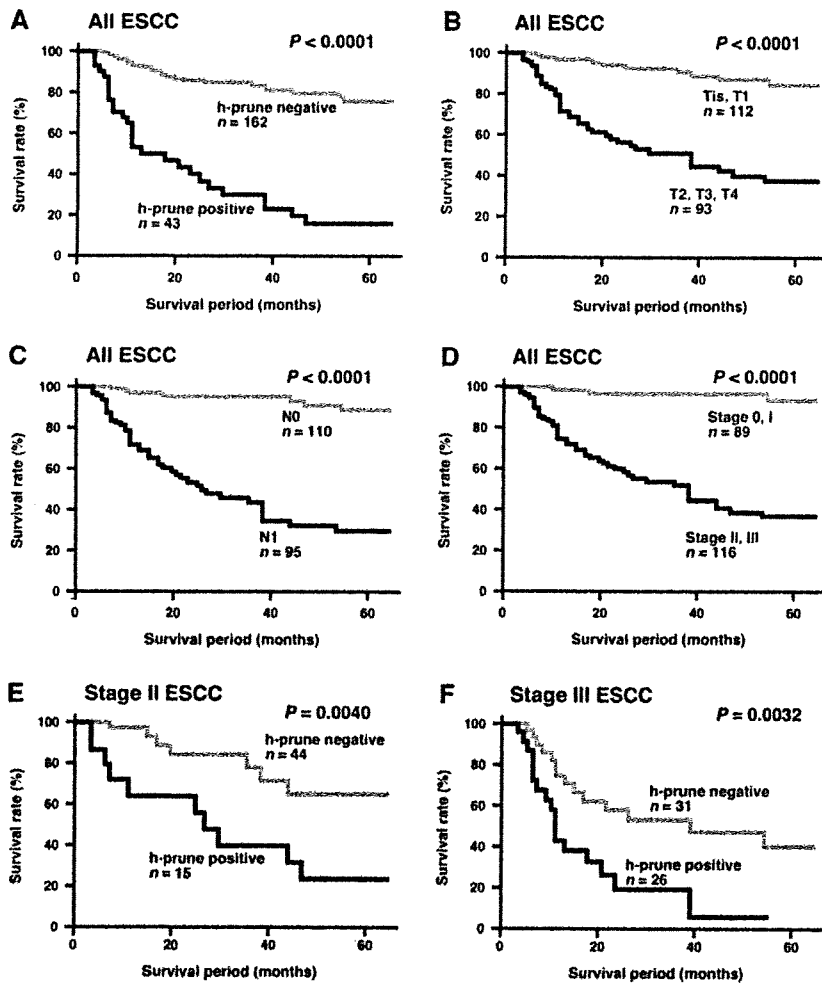 A All ESCC
P < 0.0001
Survival rate (%)
100
80
60
40
20
0
h-prune negative
n = 162
h-prune positive
n = 43
0 20 40 60
Survival period (months)
B All ESCC
P < 0.0001
Survival rate (%)
100
80
60
40
20
0
Tis, T1
n = 112
T2, T3, T4
n = 93
0 20 40 60
Survival period (months)
C All ESCC
P < 0.0001
Survival rate (%)
100
80
60
40
20
0
N0
n = 110
N1
n = 95
0 20 40 60
Survival period (months)
D All ESCC
P < 0.0001
Survival rate (%)
100
80
60
40
20
0
Stage 0, I
n = 89
Stage II, III
n = 116
0 20 40 60
Survival period (months)
E Stage II ESCC
P = 0.0040
Survival rate (%)
100
80
60
40
20
0
h-prune negative
n = 44
h-prune positive
n = 15
0 20 40 60
Survival period (months)
F Stage III ESCC
P = 0.0032
Survival rate (%)
100
80
60
40
20
0
h-prune negative
n = 31
h-prune positive
n = 26
0 20 40 60
Survival period (months)